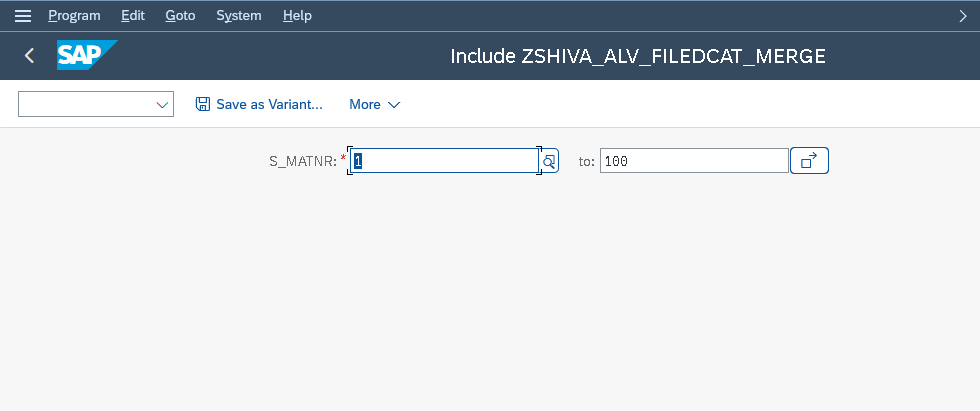 Program Edit Goto System Help
SAP Include ZSHIVA_ALV_FILEDCAT_MERGE
Save as Variant... More
S_MATNR: * 1 to: 100